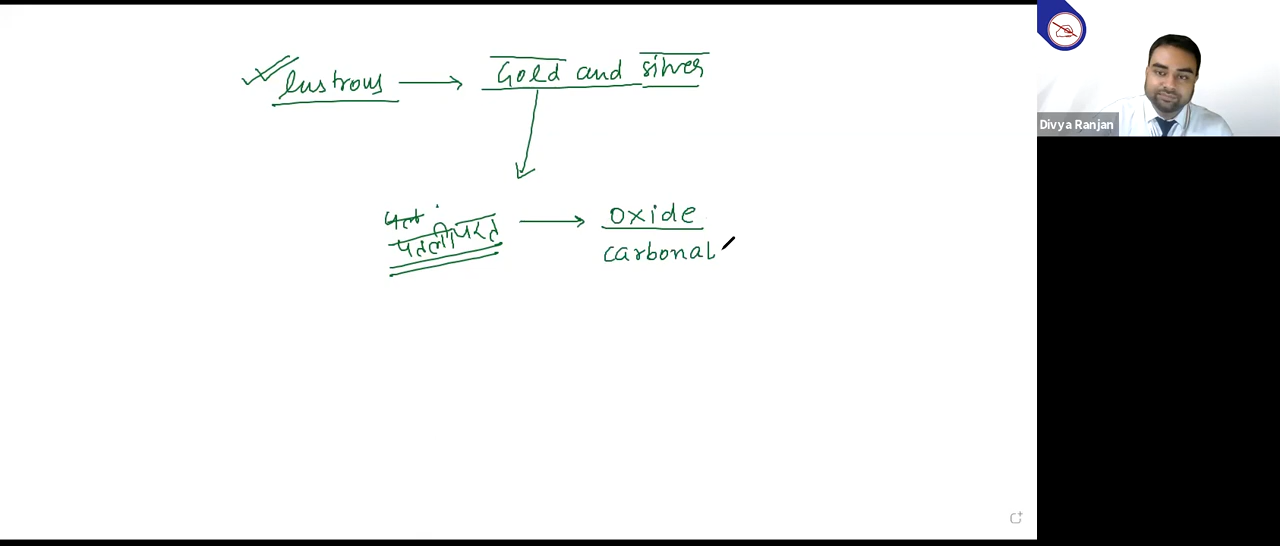 lustrous → Gold and silver
पतली परत → oxide
carbonat
Divya Ranjan